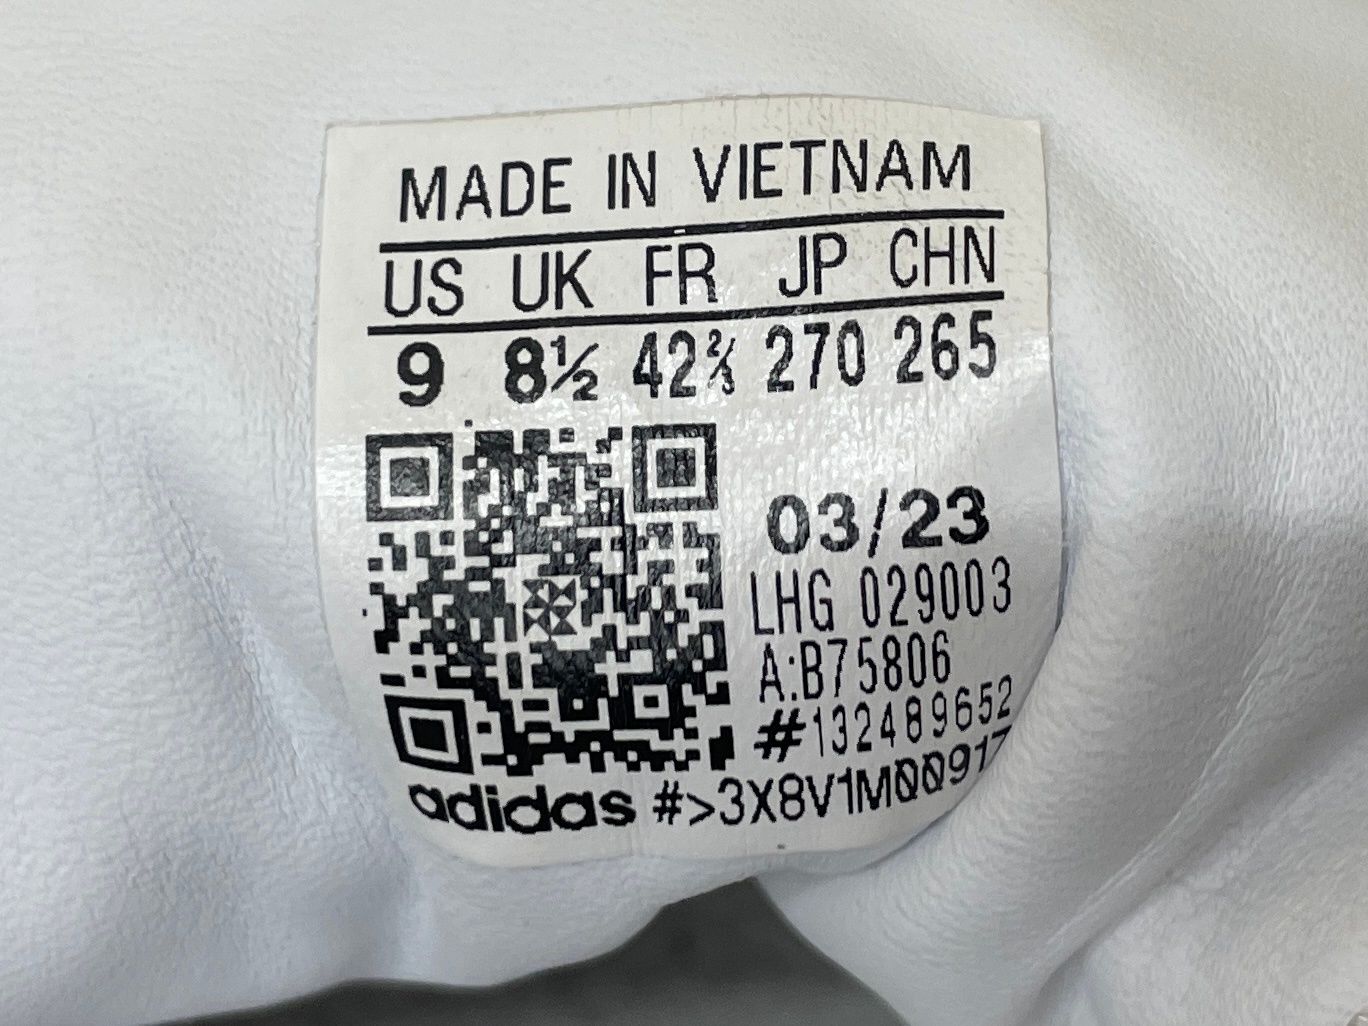 MADE IN VIETNAM
US UK FR JP CHN
9 8½ 42⅔ 270 265
03/23
LHG 029003
A:B75806
#132489652
adidas #>3X8V1M00917